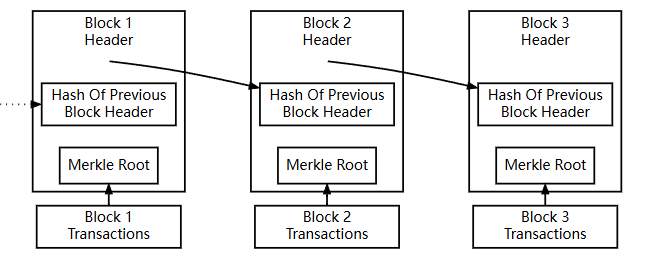 Block 1
Header
Hash Of Previous
Block Header
Merkle Root
Block 1
Transactions
Block 2
Header
Hash Of Previous
Block Header
Merkle Root
Block 2
Transactions
Block 3
Header
Hash Of Previous
Block Header
Merkle Root
Block 3
Transactions